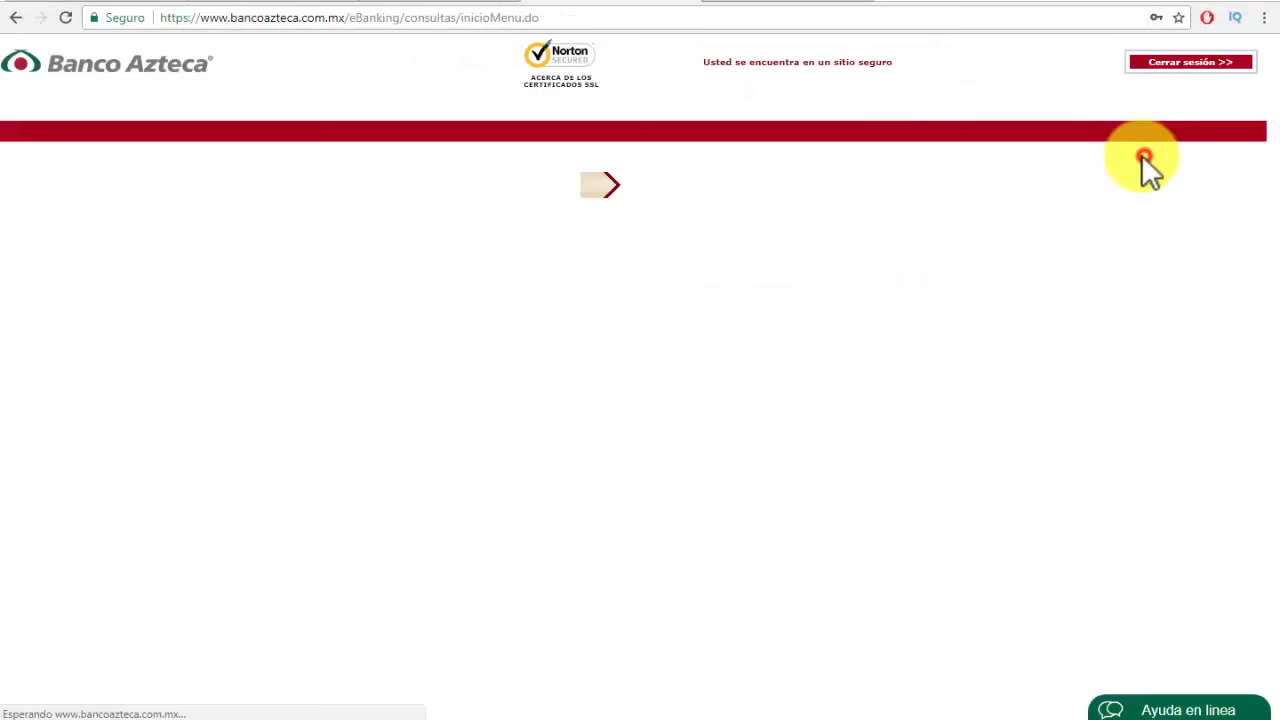 Seguro
https://www.bancoazteca.com.mx/eBanking/consultas/inicioMenu.do
IQ
Banco Azteca®
Norton
SECURED
ACERCA DE LOS
CERTIFICADOS SSL
Usted se encuentra en un sitio seguro
Cerrar sesión >>
Esperando www.bancoazteca.com.mx...
Ayuda en linea